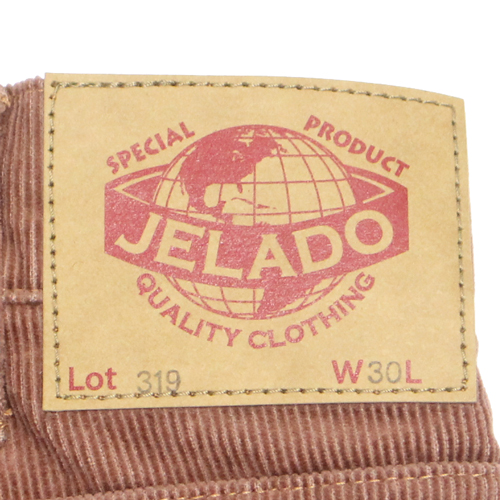 SPECIAL PRODUCT
JELADO
QUALITY CLOTHING
Lot 319 W30L